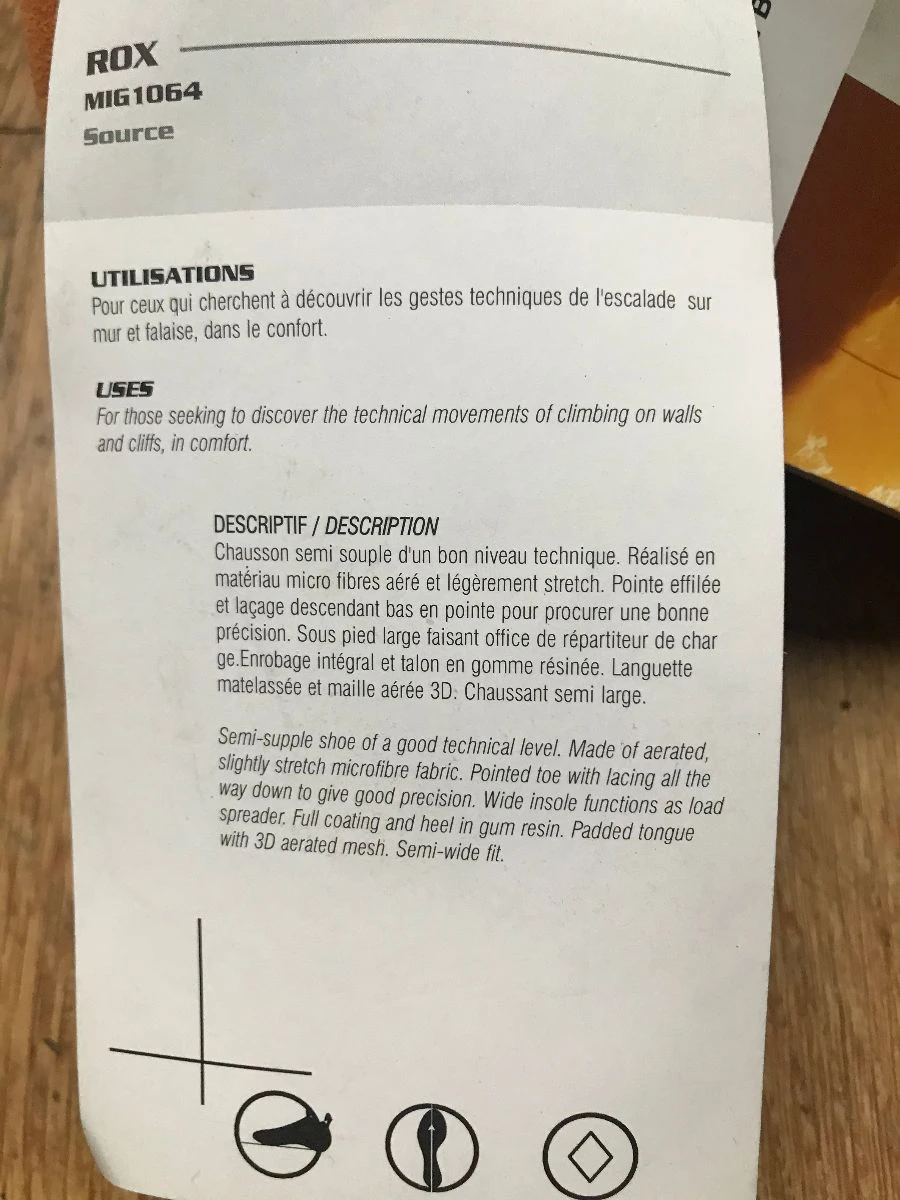 ROX
MIG1064
Source
UTILISATIONS
Pour ceux qui cherchent à découvrir les gestes techniques de l'escalade sur
mur et falaise, dans le confort.
USES
For those seeking to discover the technical movements of climbing on walls
and cliffs, in comfort.
DESCRIPTIF / DESCRIPTION
Chausson semi souple d'un bon niveau technique. Réalisé en
matériau micro fibres aéré et légèrement stretch. Pointe effilée
et laçage descendant bas en pointe pour procurer une bonne
précision. Sous pied large faisant office de répartiteur de char
ge.Enrobage intégral et talon en gomme résinée. Languette
matelassée et maille aérée 3D. Chaussant semi large.
Semi-supple shoe of a good technical level. Made of aerated,
slightly stretch microfibre fabric. Pointed toe with lacing all the
way down to give good precision. Wide insole functions as load
spreader. Full coating and heel in gum resin. Padded tongue
with 3D aerated mesh. Semi-wide fit.